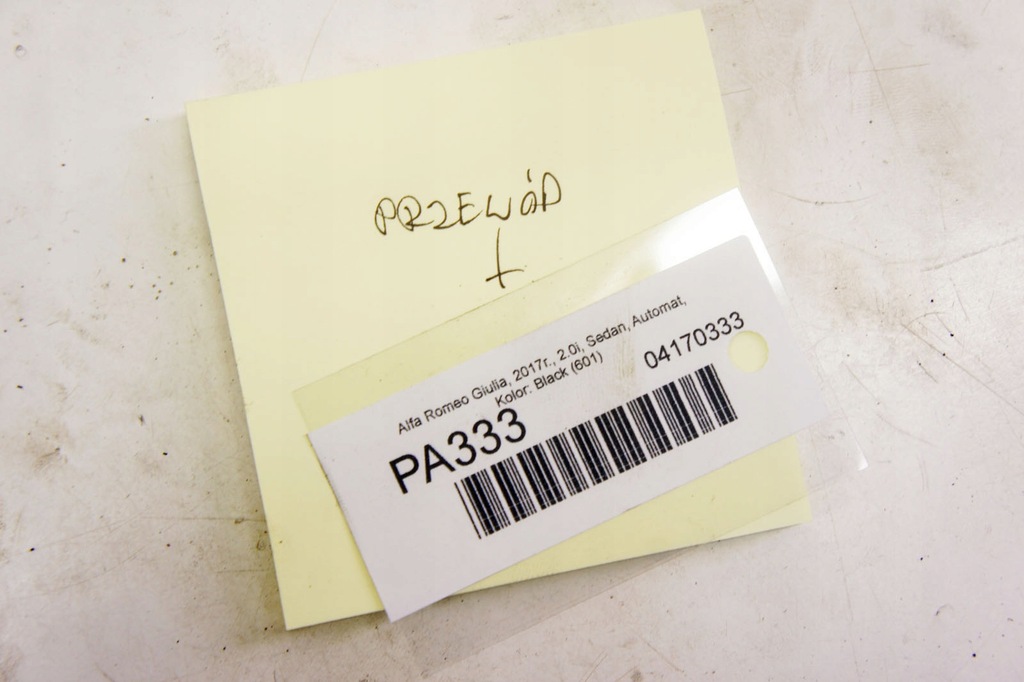 PRZEWÓD
+
Alfa Romeo Giulia, 2017r., 2.0i, Sedan, Automat,
Kolor: Black (601)
04170333
PA333